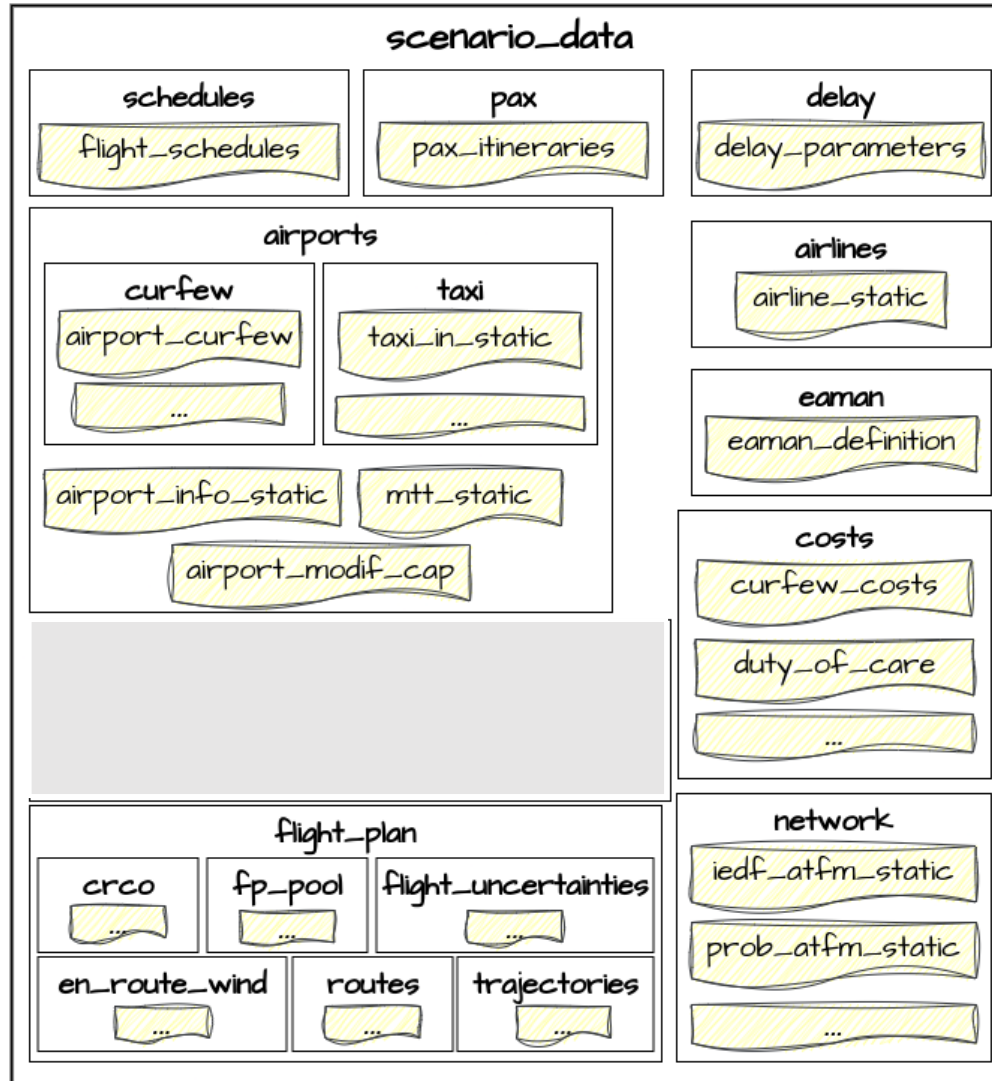 scenario_data
schedules
flight_schedules
pax
pax_itineraries
delay
delay_parameters
airports
curfew
airport_curfew
...
taxi
taxi_in_static
...
airport_info_static
mtt_static
airport_modif_cap
airlines
airline_static
eaman
eaman_definition
costs
curfew_costs
duty_of_care
...
flight_plan
crco
...
fp_pool
...
flight_uncertainties
...
en_route_wind
...
routes
...
trajectories
...
network
iedf_atfm_static
prob_atfm_static
...